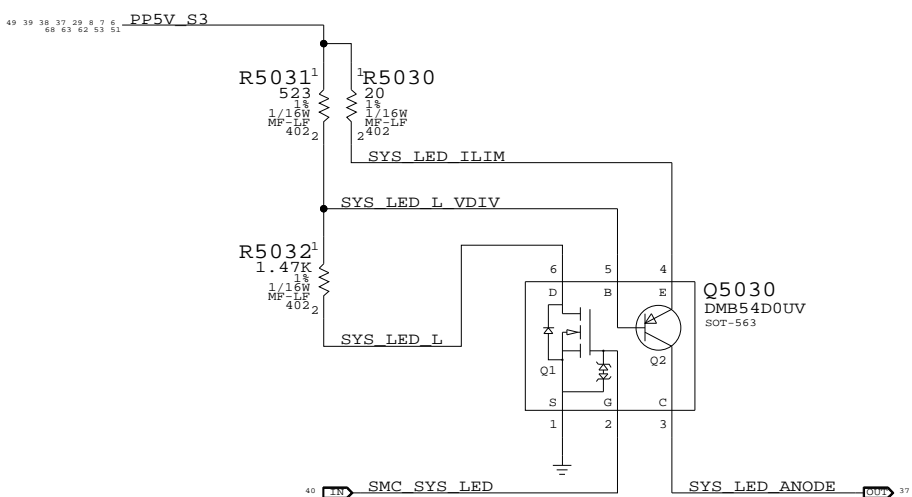 49 39 38 37 29 8 7 6 PP5V_S3
68 63 62 53 51
R5031 1
523
1%
1/16W
MF-LF
402 2
1 R5030
20
1%
1/16W
MF-LF
2 402
SYS_LED_ILIM
SYS_LED_L_VDIV
R5032 1
1.47K
1%
1/16W
MF-LF
402 2
SYS_LED_L
6 5 4
D B E
Q5030
DMB54D0UV
SOT-563
Q1 Q2
S G C
1 2 3
40 IN SMC_SYS_LED
SYS_LED_ANODE OUT 37